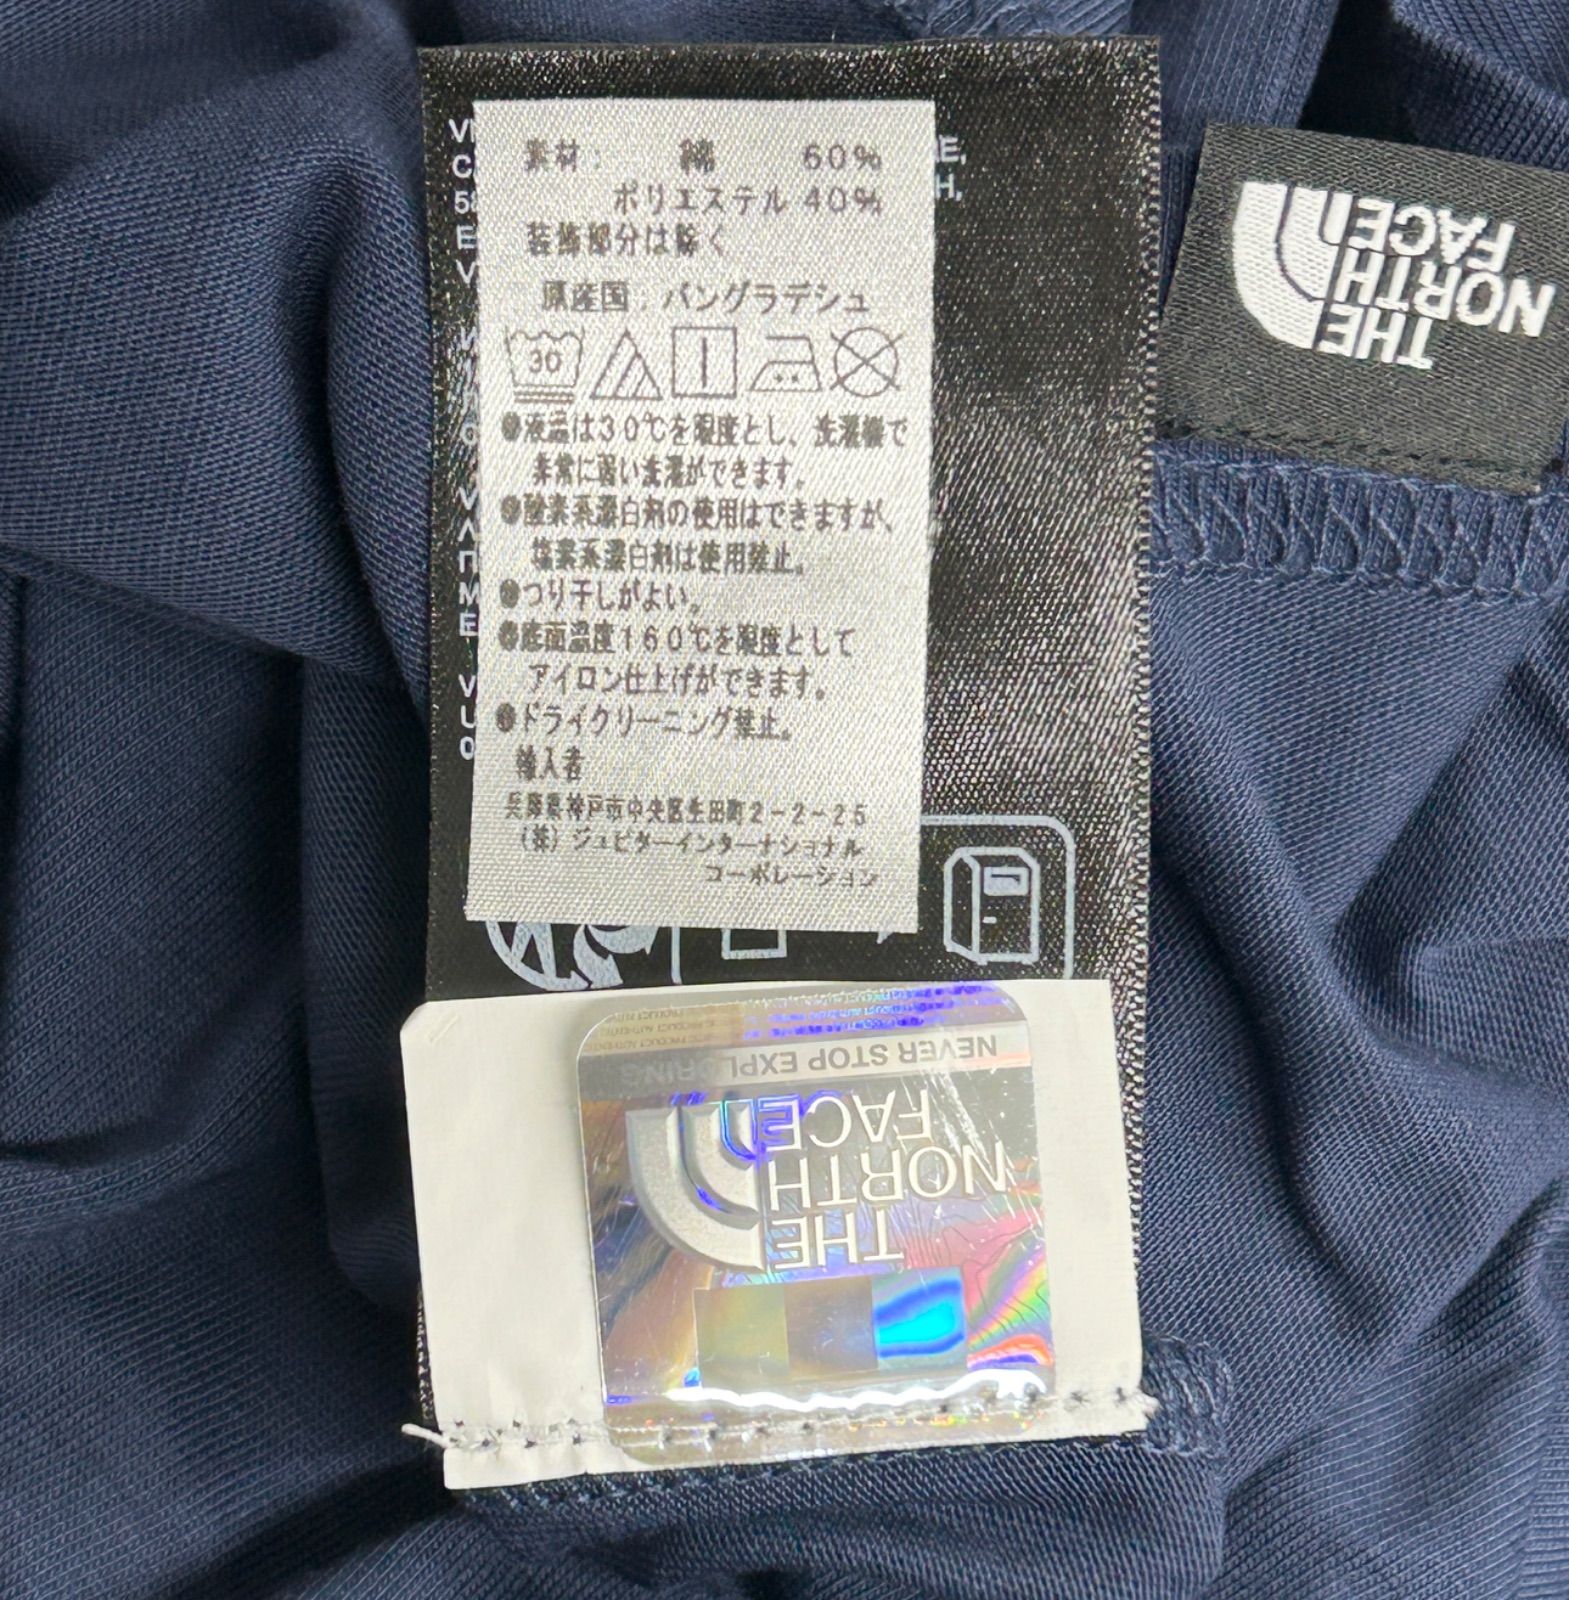 素材： 綿 60%
ポリエステル 40%
装飾部分は除く
原産国：バングラデシュ
30
●液温は30℃を限度とし、洗濯機で
非常に弱い洗濯ができます。
●酸素系漂白剤の使用はできますが、
塩素系漂白剤は使用禁止。
●つり干しがよい。
●底面温度160℃を限度として
アイロン仕上げができます。
●ドライクリーニング禁止。
輸入者
兵庫県神戸市中央区生田町2-2-25
(株) ジュピターインターナショナル
コーポレーション
THE
NORTH
FACE
NEVER STOP EXPLORING
THE
NORTH
FACE